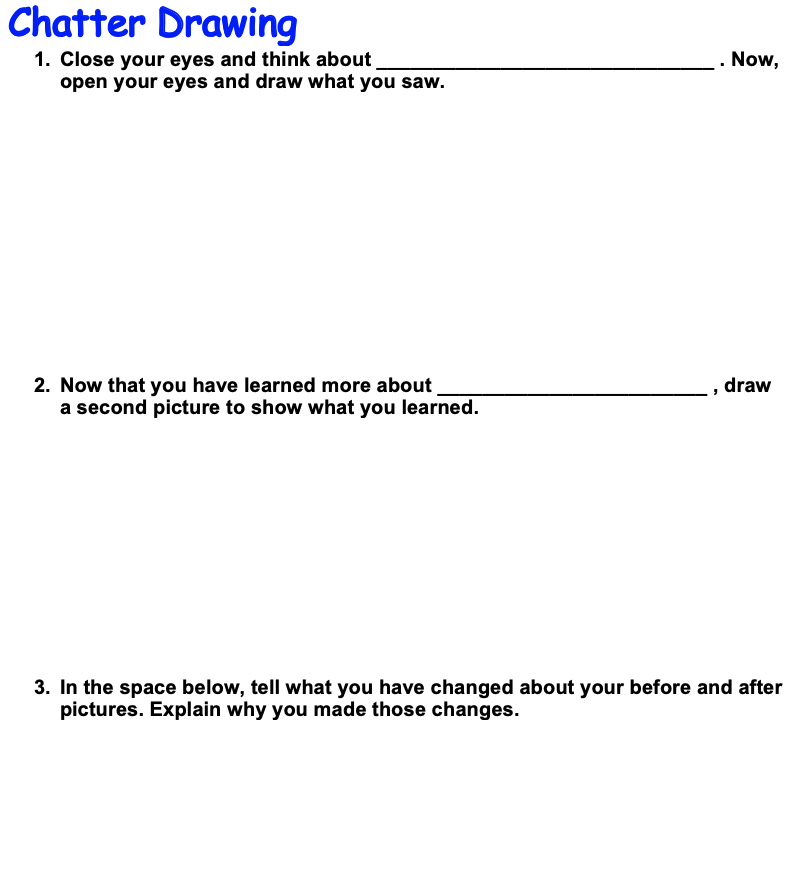 Chatter Drawing
1. Close your eyes and think about ______________________________. Now,
open your eyes and draw what you saw.
2. Now that you have learned more about ________________________, draw
a second picture to show what you learned.
3. In the space below, tell what you have changed about your before and after
pictures. Explain why you made those changes.